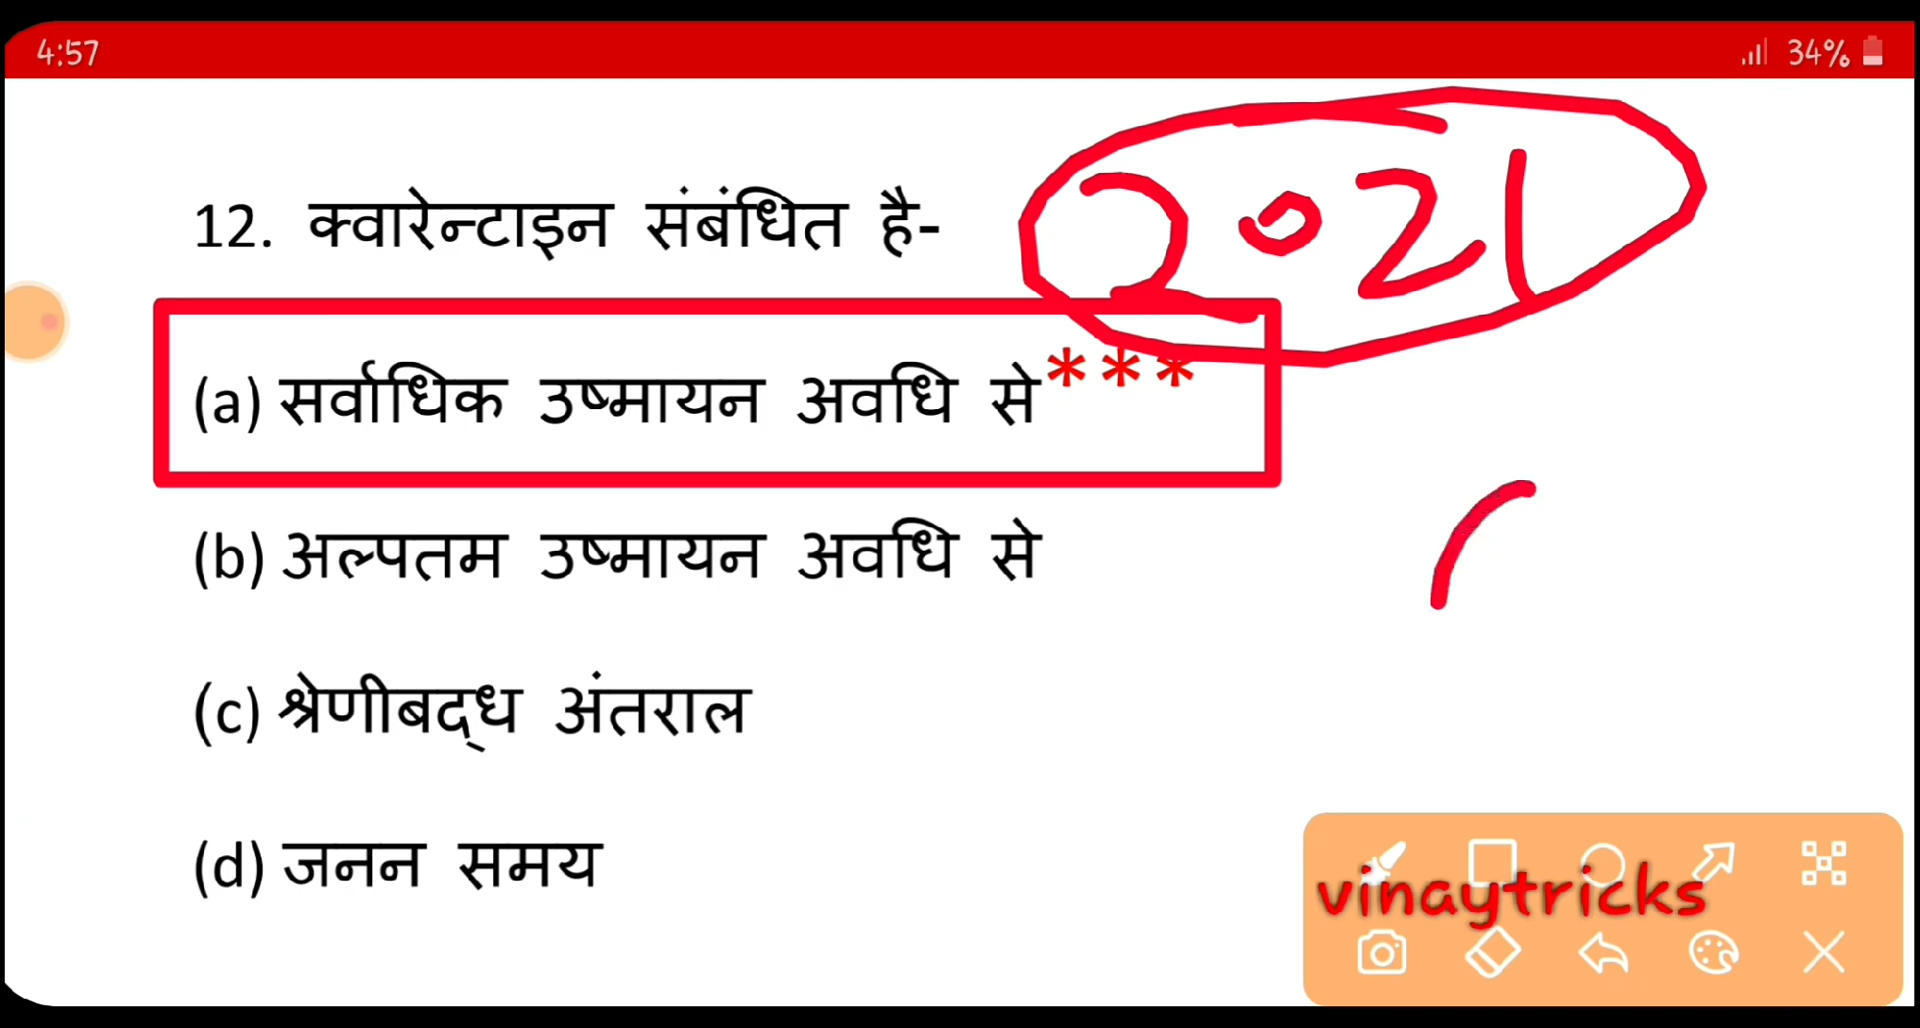 4:57
34%
12. क्वारेन्टाइन संबंधित है-
2021
(a) सर्वाधिक उष्मायन अवधि से***
(b) अल्पतम उष्मायन अवधि से
(c) श्रेणीबद्‌ध अंतराल
(d) जनन समय
vinaytricks